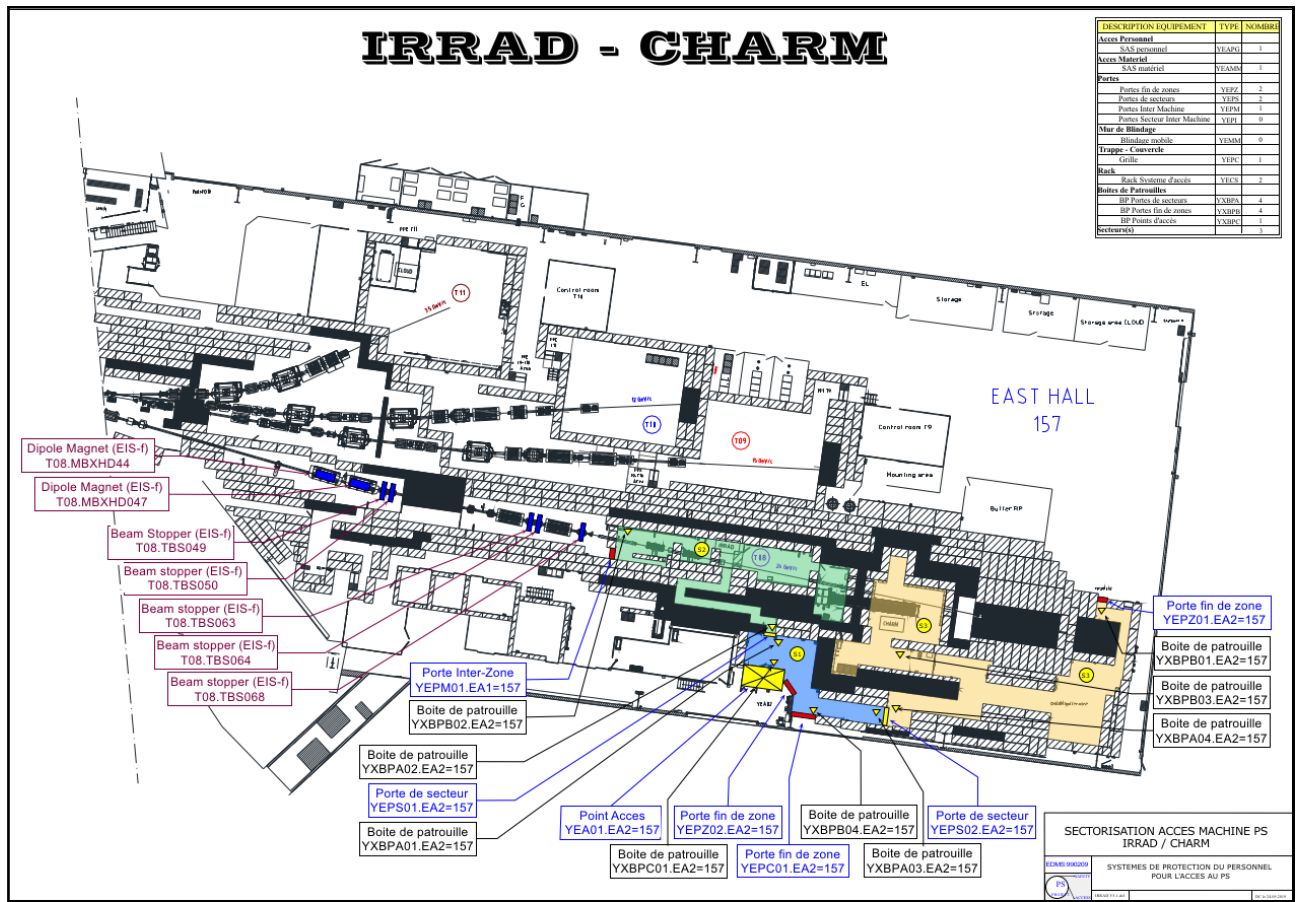 IRRAD - CHARM
DESCRIPTION EQUIPEMENT TYPE NOMBRE
Acces Personnel
SAS personnel YEAPG 1
Acces Materiel
SAS matériel YEAMM 1
Portes
Portes fin de zones YEPZ 2
Portes de secteurs YEPS 2
Portes Inter Machine YEPM 1
Portes Secteur Inter Machine YEPI 0
Mur de Blindage
Blindage mobile YEMM 0
Trappe - Couvercle
Grille YEPC 1
Rack
Rack Systeme d'accès YECS 2
Boites de Patrouilles
BP Portes de secteurs YXBPA 4
BP Portes fin de zones YXBPB 4
BP Points d'accès YXBPC 1
Secteurs(s) 3
CLOUD
T11
Control room
T10
EL
Storage
Storage
Storage area CLOUD
EAST HALL
157
T10
T09
Control room T9
Mounting area
Buffer RP
Dipole Magnet (EIS-f)
T08.MBXHD44
Dipole Magnet (EIS-f)
T08.MBXHD047
Beam Stopper (EIS-f)
T08.TBS049
Beam stopper (EIS-f)
T08.TBS050
Beam stopper (EIS-f)
T08.TBS063
Beam stopper (EIS-f)
T08.TBS064
Beam stopper (EIS-f)
T08.TBS068
IRRAD
S2
T08
24 GeV/c
CHARM
S3
S1
S3
YEA02
Porte Inter-Zone
YEPM01.EA1=157
Boite de patrouille
YXBPB02.EA2=157
Boite de patrouille
YXBPA02.EA2=157
Porte de secteur
YEPS01.EA2=157
Boite de patrouille
YXBPA01.EA2=157
Point Acces
YEA01.EA2=157
Boite de patrouille
YXBPC01.EA2=157
Porte fin de zone
YEPZ02.EA2=157
Porte fin de zone
YEPC01.EA2=157
Boite de patrouille
YXBPB04.EA2=157
Boite de patrouille
YXBPA03.EA2=157
Porte de secteur
YEPS02.EA2=157
Porte fin de zone
YEPZ01.EA2=157
Boite de patrouille
YXBPB01.EA2=157
Boite de patrouille
YXBPB03.EA2=157
Boite de patrouille
YXBPA04.EA2=157
SECTORISATION ACCES MACHINE PS
IRRAD / CHARM
EDMS 990209
SYSTEMES DE PROTECTION DU PERSONNEL
POUR L'ACCES AU PS
PS